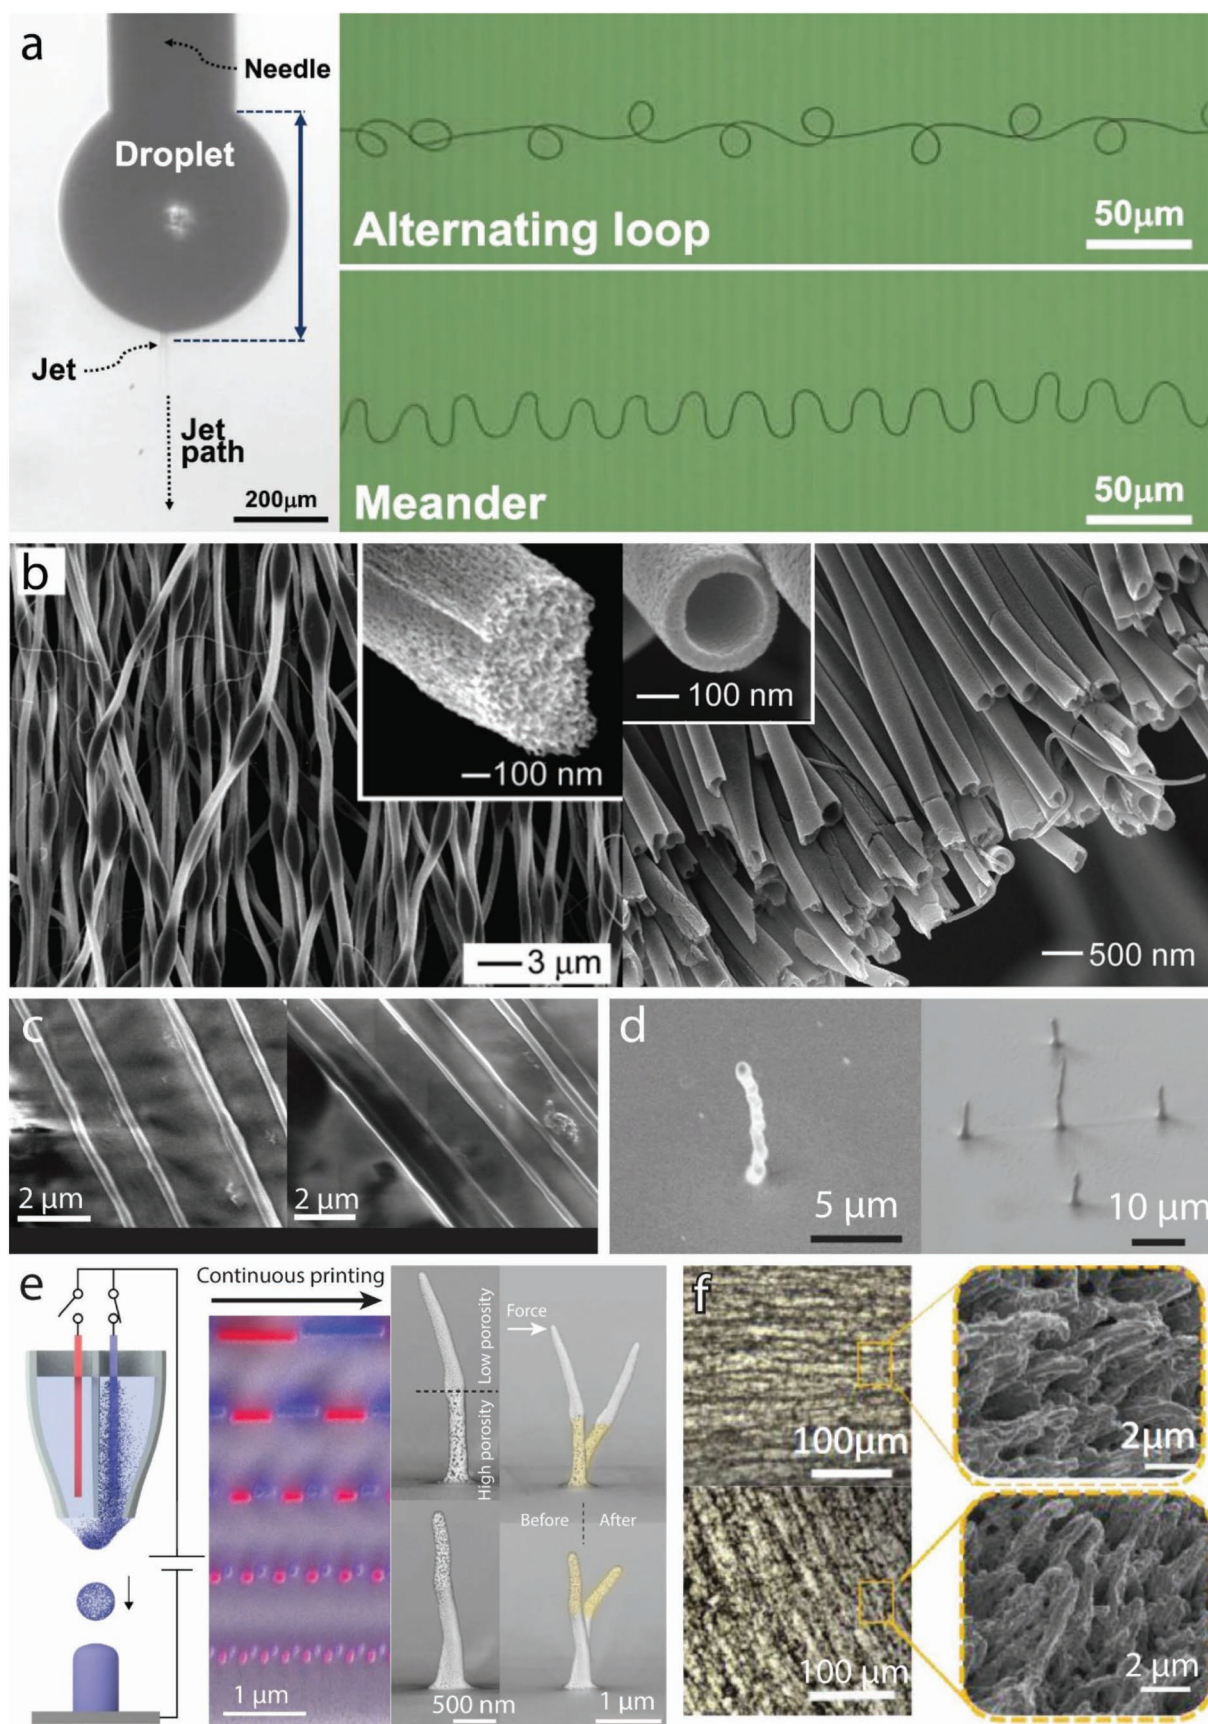 a
Needle
Droplet
Jet
Jet
path
200μm
Alternating loop
50μm
Meander
50μm
b
100 nm
3 μm
100 nm
500 nm
c
2 μm
2 μm
d
5 μm
10 μm
e
Continuous printing
1 μm
Low porosity
High porosity
Force
Before
After
500 nm
1 μm
f
100μm
2μm
100 μm
2 μm